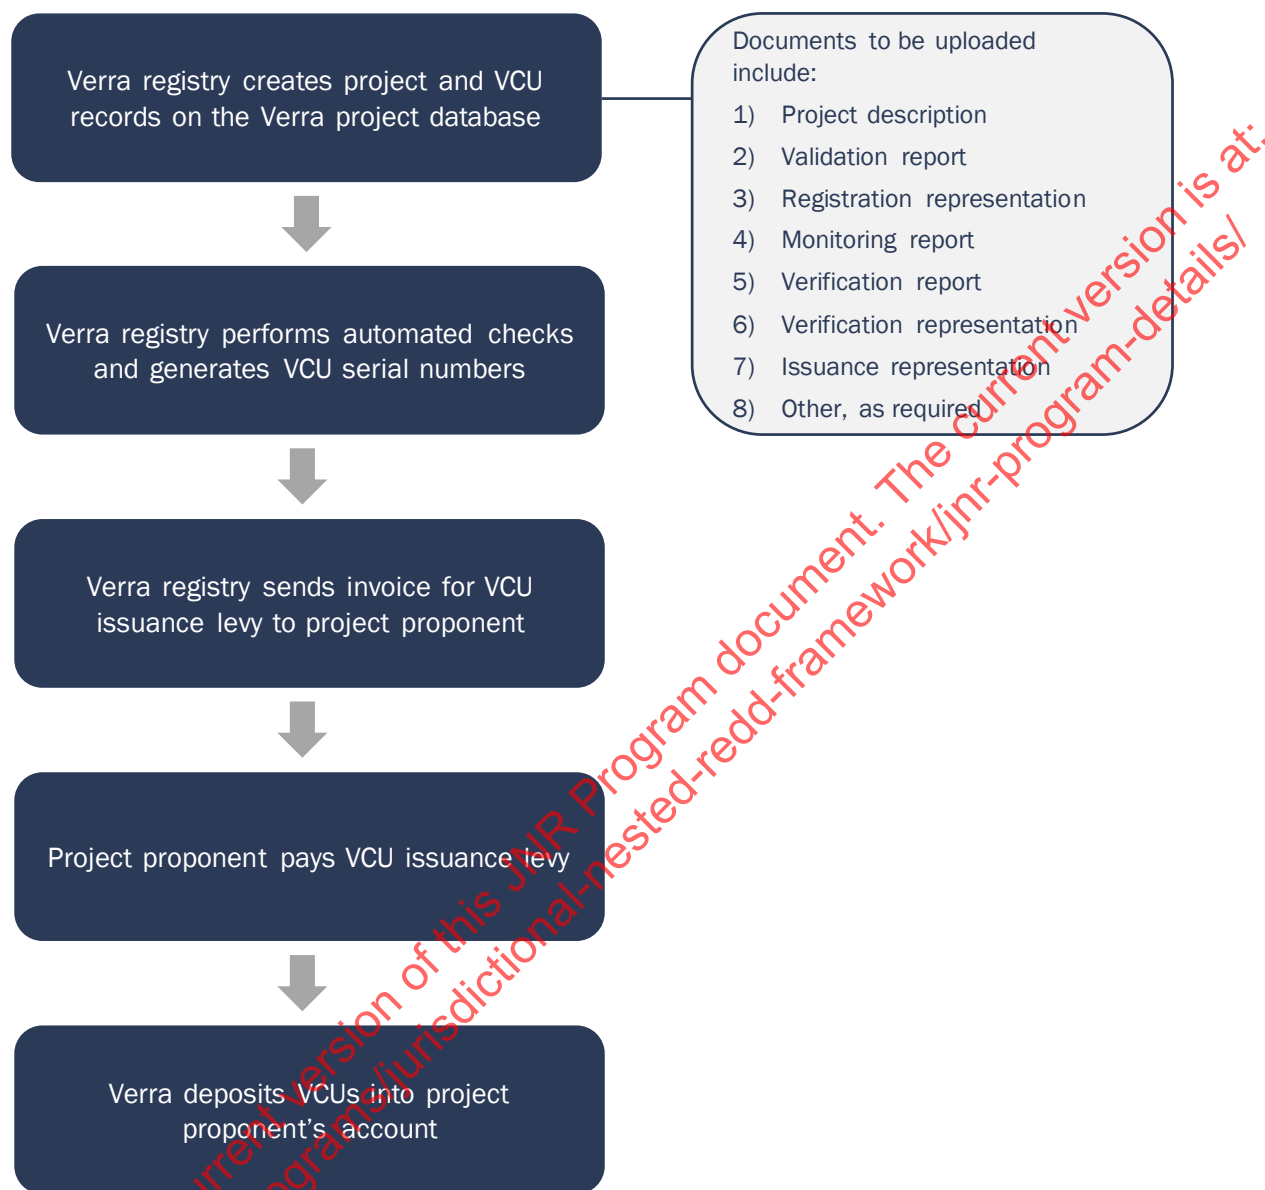 Verra registry creates project and VCU
records on the Verra project database
Documents to be uploaded
include:
1) Project description
2) Validation report
3) Registration representation
4) Monitoring report
5) Verification report
6) Verification representation
7) Issuance representation
8) Other, as required
Verra registry performs automated checks
and generates VCU serial numbers
Verra registry sends invoice for VCU
issuance levy to project proponent
Project proponent pays VCU issuance levy
Verra deposits VCUs into project
proponent's account
version of this JNR Program document. The current version is at:
/jurisdictional-nested-redd-framework/jnr-program-details/